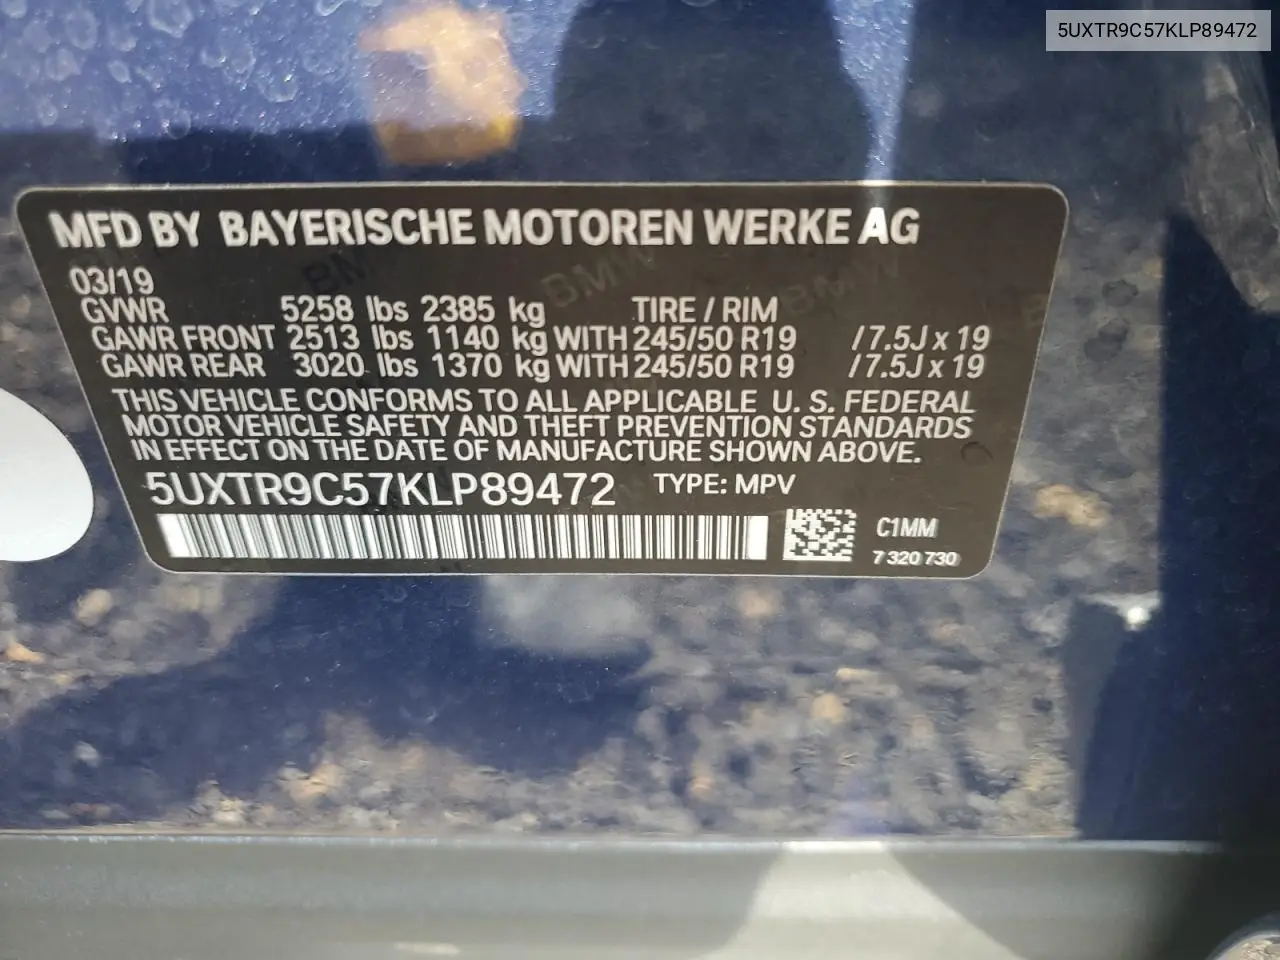 5UXTR9C57KLP89472
MFD BY BAYERISCHE MOTOREN WERKE AG
03/19
GVWR 5258 lbs 2385 kg TIRE / RIM
GAWR FRONT 2513 lbs 1140 kg WITH 245/50 R19 / 7.5J x 19
GAWR REAR 3020 lbs 1370 kg WITH 245/50 R19 / 7.5J x 19
THIS VEHICLE CONFORMS TO ALL APPLICABLE U. S. FEDERAL
MOTOR VEHICLE SAFETY AND THEFT PREVENTION STANDARDS
IN EFFECT ON THE DATE OF MANUFACTURE SHOWN ABOVE.
5UXTR9C57KLP89472 TYPE: MPV
C1MM
7 320 730